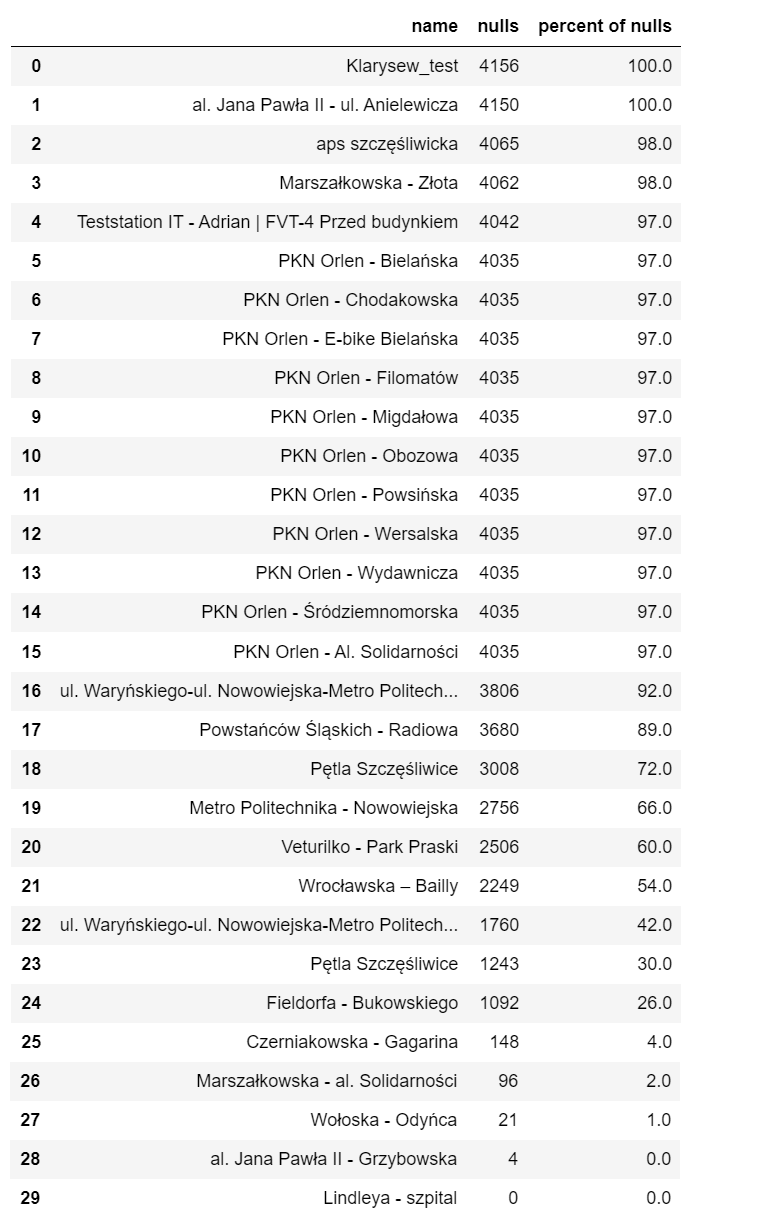 name nulls percent of nulls
0 Klarysew_test 4156 100.0
1 al. Jana Pawła II - ul. Anielewicza 4150 100.0
2 aps szczęśliwicka 4065 98.0
3 Marszałkowska - Złota 4062 98.0
4 Teststation IT - Adrian | FVT-4 Przed budynkiem 4042 97.0
5 PKN Orlen - Bielańska 4035 97.0
6 PKN Orlen - Chodakowska 4035 97.0
7 PKN Orlen - E-bike Bielańska 4035 97.0
8 PKN Orlen - Filomatów 4035 97.0
9 PKN Orlen - Migdałowa 4035 97.0
10 PKN Orlen - Obozowa 4035 97.0
11 PKN Orlen - Powsińska 4035 97.0
12 PKN Orlen - Wersalska 4035 97.0
13 PKN Orlen - Wydawnicza 4035 97.0
14 PKN Orlen - Śródziemnomorska 4035 97.0
15 PKN Orlen - Al. Solidarności 4035 97.0
16 ul. Waryńskiego-ul. Nowowiejska-Metro Politech... 3806 92.0
17 Powstańców Śląskich - Radiowa 3680 89.0
18 Pętla Szczęśliwice 3008 72.0
19 Metro Politechnika - Nowowiejska 2756 66.0
20 Veturilko - Park Praski 2506 60.0
21 Wrocławska – Bailly 2249 54.0
22 ul. Waryńskiego-ul. Nowowiejska-Metro Politech... 1760 42.0
23 Pętla Szczęśliwice 1243 30.0
24 Fieldorfa - Bukowskiego 1092 26.0
25 Czerniakowska - Gagarina 148 4.0
26 Marszałkowska - al. Solidarności 96 2.0
27 Wołoska - Odyńca 21 1.0
28 al. Jana Pawła II - Grzybowska 4 0.0
29 Lindleya - szpital 0 0.0